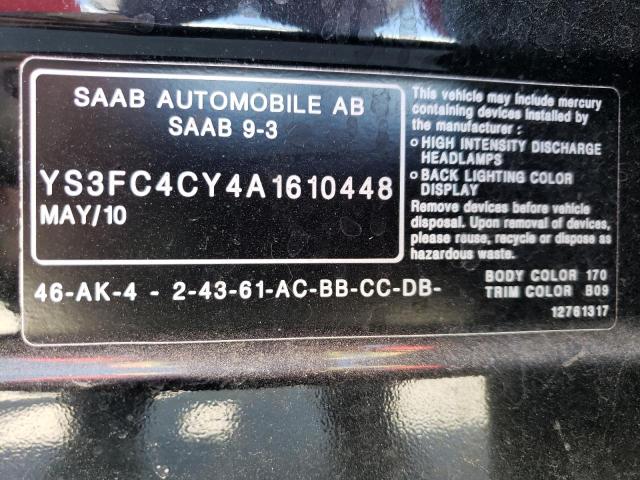 SAAB AUTOMOBILE AB
SAAB 9-3
YS3FC4CY4A1610448
MAY/10
46-AK-4 - 2-43-61-AC-BB-CC-DB-
This vehicle may include mercury
containing devices installed by
the manufacturer :
o HIGH INTENSITY DISCHARGE
HEADLAMPS
o BACK LIGHTING COLOR
DISPLAY
Remove devices before vehicle
disposal. Upon removal of devices,
please reuse, recycle or dispose as
hazardous waste.
BODY COLOR 170
TRIM COLOR B09
12761317